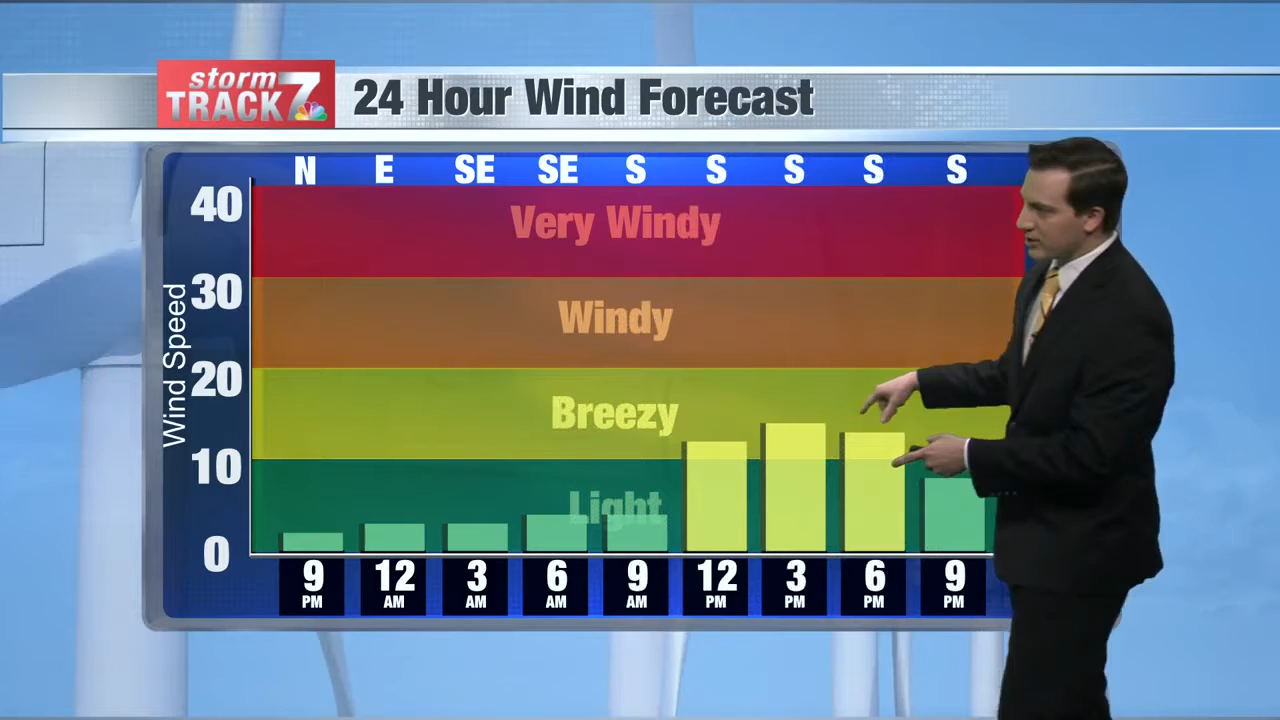 storm
TRACK 7
24 Hour Wind Forecast
N E SE SE S S S S S
40
Very Windy
30
Windy
20
Breezy
10
Light
0
Wind Speed
9 12 3 6 9 12 3 6 9
PM AM AM AM AM PM PM PM PM